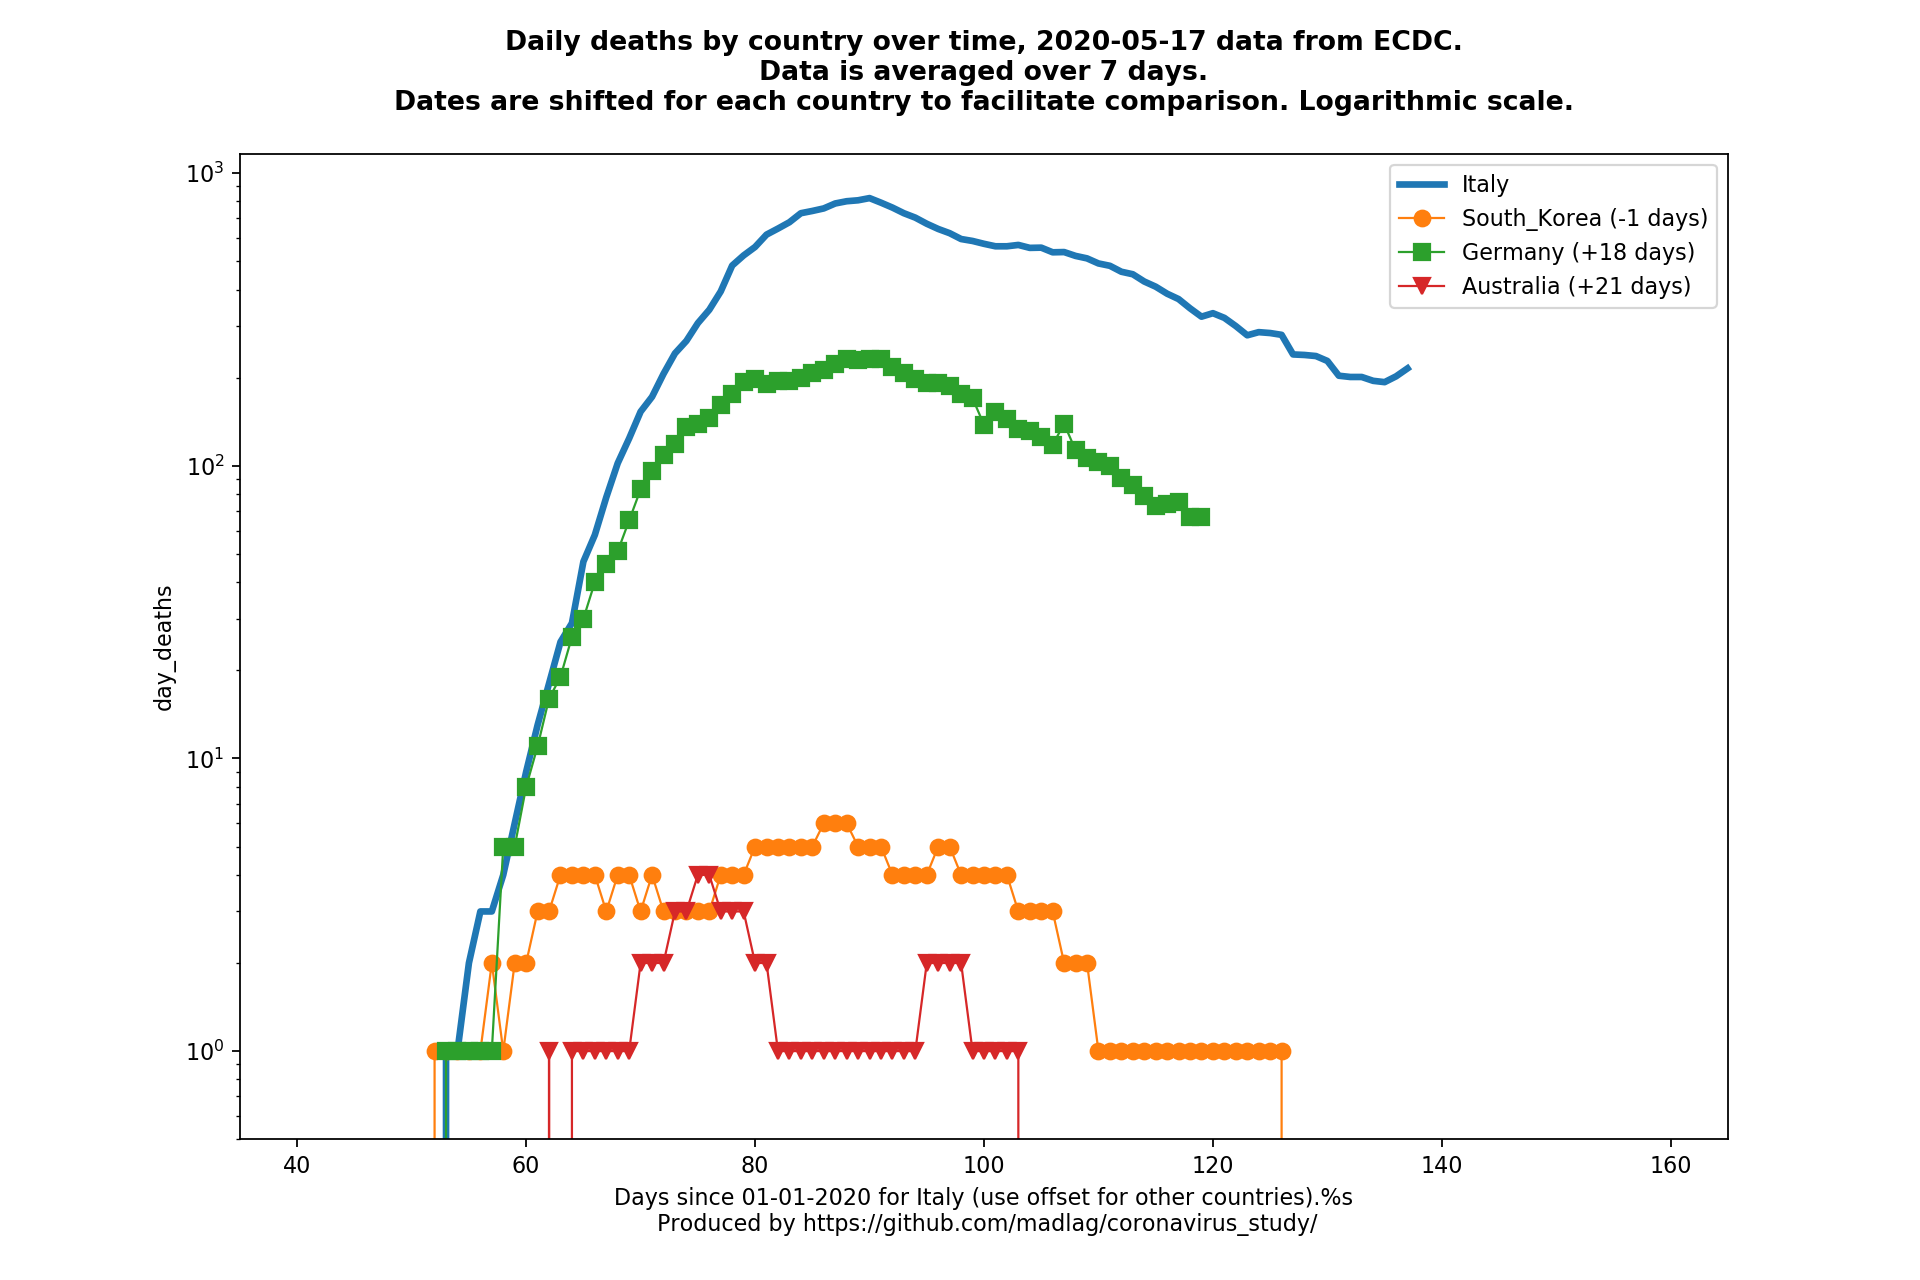 Daily deaths by country over time, 2020-05-17 data from ECDC.
Data is averaged over 7 days.
Dates are shifted for each country to facilitate comparison. Logarithmic scale.
10³
10²
10¹
10⁰
day_deaths
Italy
South_Korea (-1 days)
Germany (+18 days)
Australia (+21 days)
40 60 80 100 120 140 160
Days since 01-01-2020 for Italy (use offset for other countries).%s
Produced by https://github.com/madlag/coronavirus_study/